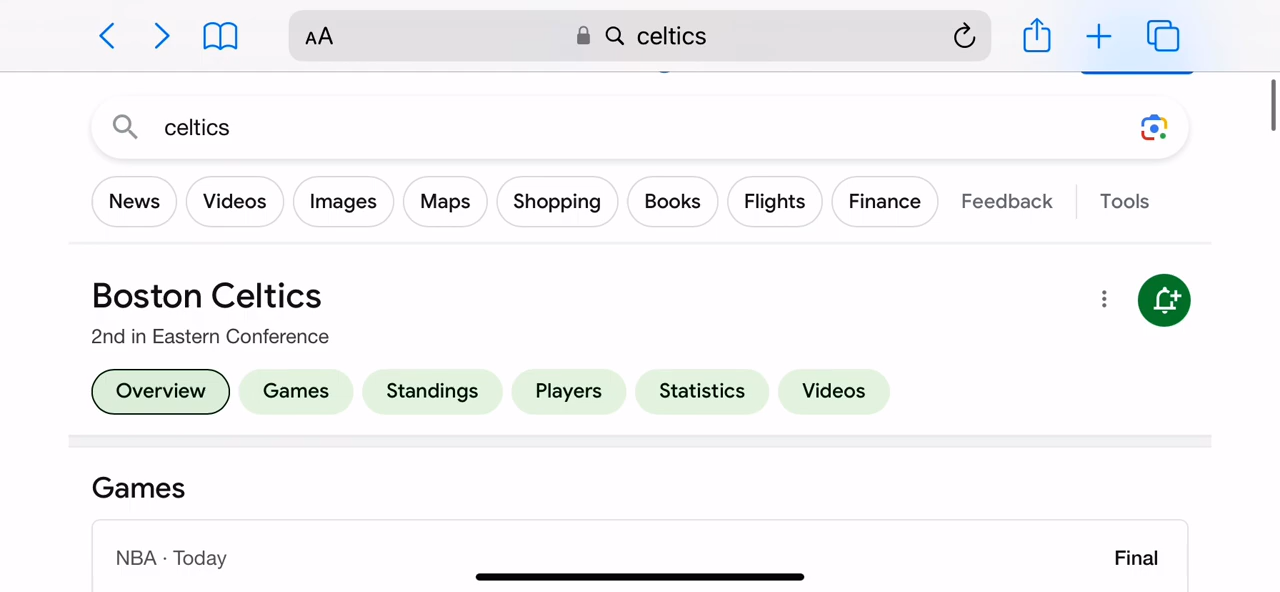 AA celtics
celtics
News Videos Images Maps Shopping Books Flights Finance Feedback Tools
Boston Celtics
2nd in Eastern Conference
Overview Games Standings Players Statistics Videos
Games
NBA · Today Final